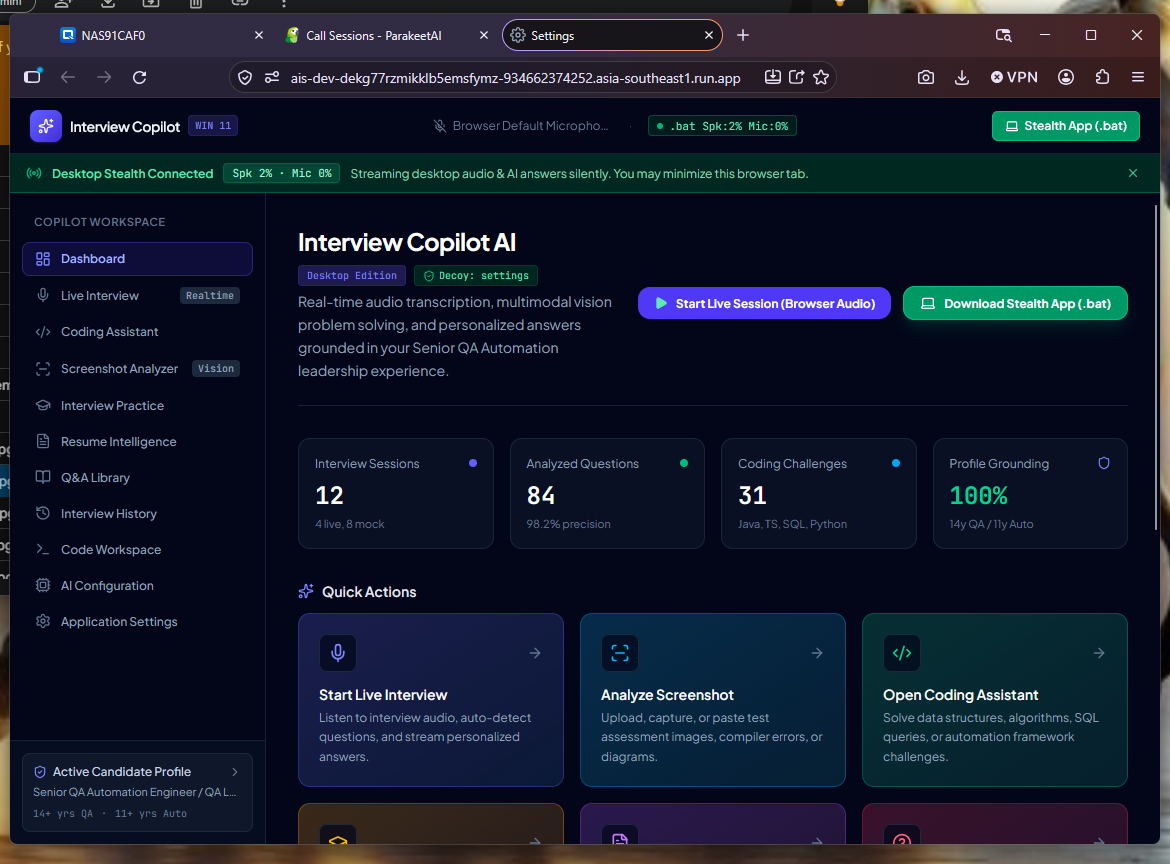 NAS91CAF0
Call Sessions - ParakeetAI
Settings
ais-dev-dekg77rzmikklb5emsfymz-934662374252.asia-southeast1.run.app
VPN
Interview Copilot
WIN 11
Browser Default Micropho...
.bat Spk:2% Mic:0%
Stealth App (.bat)
Desktop Stealth Connected
Spk 2% · Mic 0%
Streaming desktop audio & AI answers silently. You may minimize this browser tab.
COPILOT WORKSPACE
Dashboard
Live Interview
Realtime
Coding Assistant
Screenshot Analyzer
Vision
Interview Practice
Resume Intelligence
Q&A Library
Interview History
Code Workspace
AI Configuration
Application Settings
Active Candidate Profile
Senior QA Automation Engineer / QA L...
14+ yrs QA · 11+ yrs Auto
Interview Copilot AI
Desktop Edition
Decoy: settings
Real-time audio transcription, multimodal vision
problem solving, and personalized answers
grounded in your Senior QA Automation
leadership experience.
Start Live Session (Browser Audio)
Download Stealth App (.bat)
Interview Sessions
12
4 live, 8 mock
Analyzed Questions
84
98.2% precision
Coding Challenges
31
Java, TS, SQL, Python
Profile Grounding
100%
14y QA / 11y Auto
Quick Actions
Start Live Interview
Listen to interview audio, auto-detect
questions, and stream personalized
answers.
Analyze Screenshot
Upload, capture, or paste test
assessment images, compiler errors, or
diagrams.
Open Coding Assistant
Solve data structures, algorithms, SQL
queries, or automation framework
challenges.